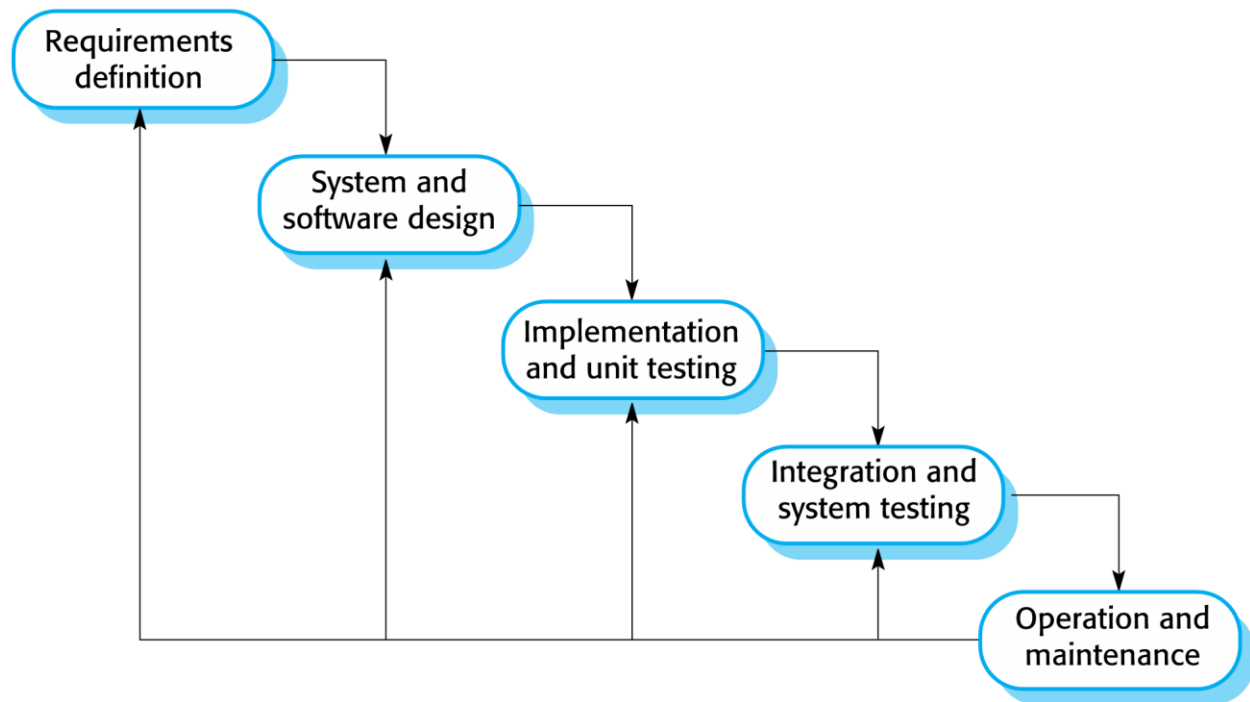 Requirements
definition
System and
software design
Implementation
and unit testing
Integration and
system testing
Operation and
maintenance